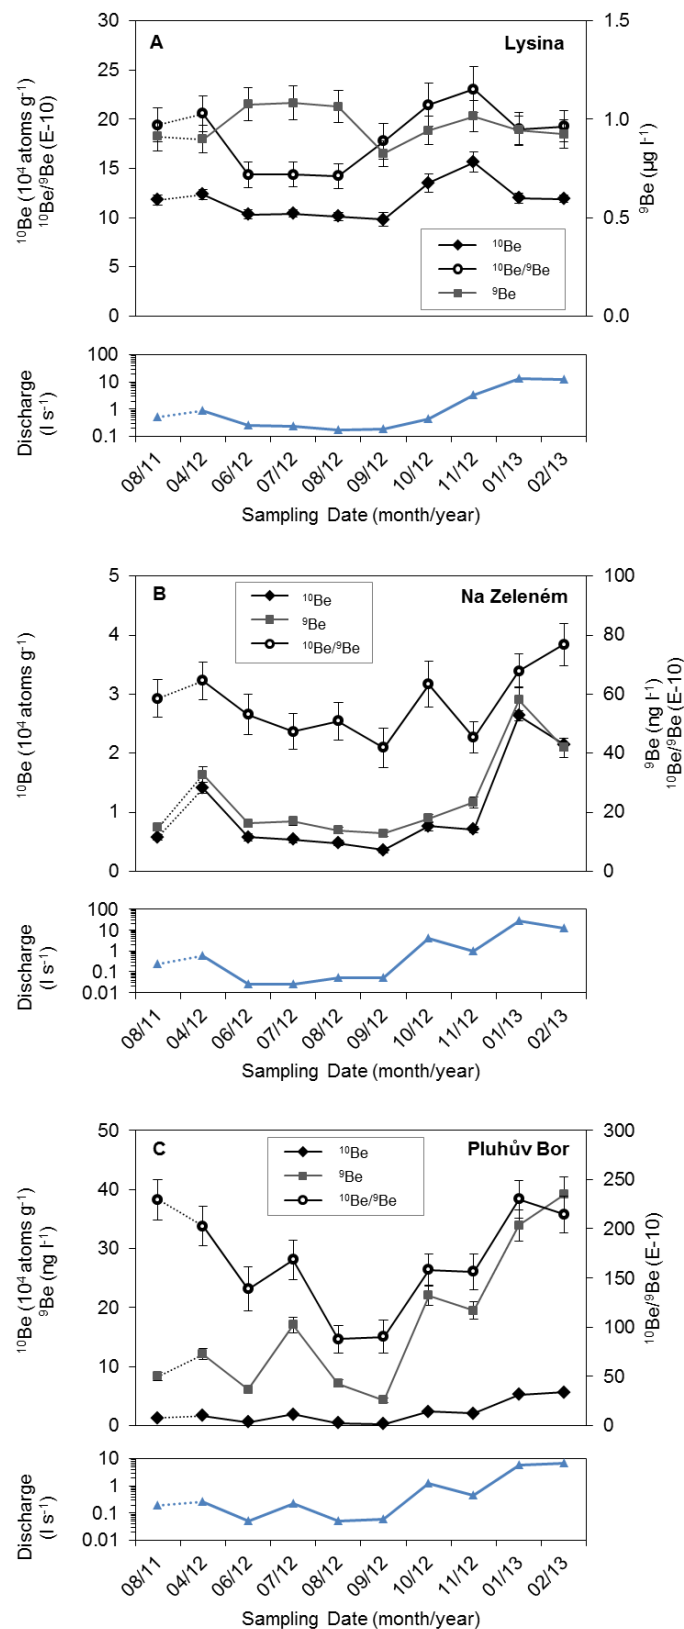 A
Lysina
¹⁰Be (10⁴ atoms g⁻¹)
¹⁰Be/⁹Be (E-10)
30
25
20
15
10
5
0
⁹Be (µg l⁻¹)
1.5
1.0
0.5
0.0
¹⁰Be
¹⁰Be/⁹Be
⁹Be
Discharge
(l s⁻¹)
100
10
1
0.1
08/11
04/12
06/12
07/12
08/12
09/12
10/12
11/12
01/13
02/13
Sampling Date (month/year)
B
Na Zeleném
¹⁰Be (10⁴ atoms g⁻¹)
5
4
3
2
1
0
⁹Be (ng l⁻¹)
¹⁰Be/⁹Be (E-10)
100
80
60
40
20
0
¹⁰Be
⁹Be
¹⁰Be/⁹Be
Discharge
(l s⁻¹)
100
10
1
0.1
0.01
08/11
04/12
06/12
07/12
08/12
09/12
10/12
11/12
01/13
02/13
Sampling Date (month/year)
C
Pluhův Bor
¹⁰Be (10⁴ atoms g⁻¹)
⁹Be (ng l⁻¹)
50
40
30
20
10
0
¹⁰Be/⁹Be (E-10)
300
250
200
150
100
50
0
¹⁰Be
⁹Be
¹⁰Be/⁹Be
Discharge
(l s⁻¹)
10
1
0.1
0.01
08/11
04/12
06/12
07/12
08/12
09/12
10/12
11/12
01/13
02/13
Sampling Date (month/year)